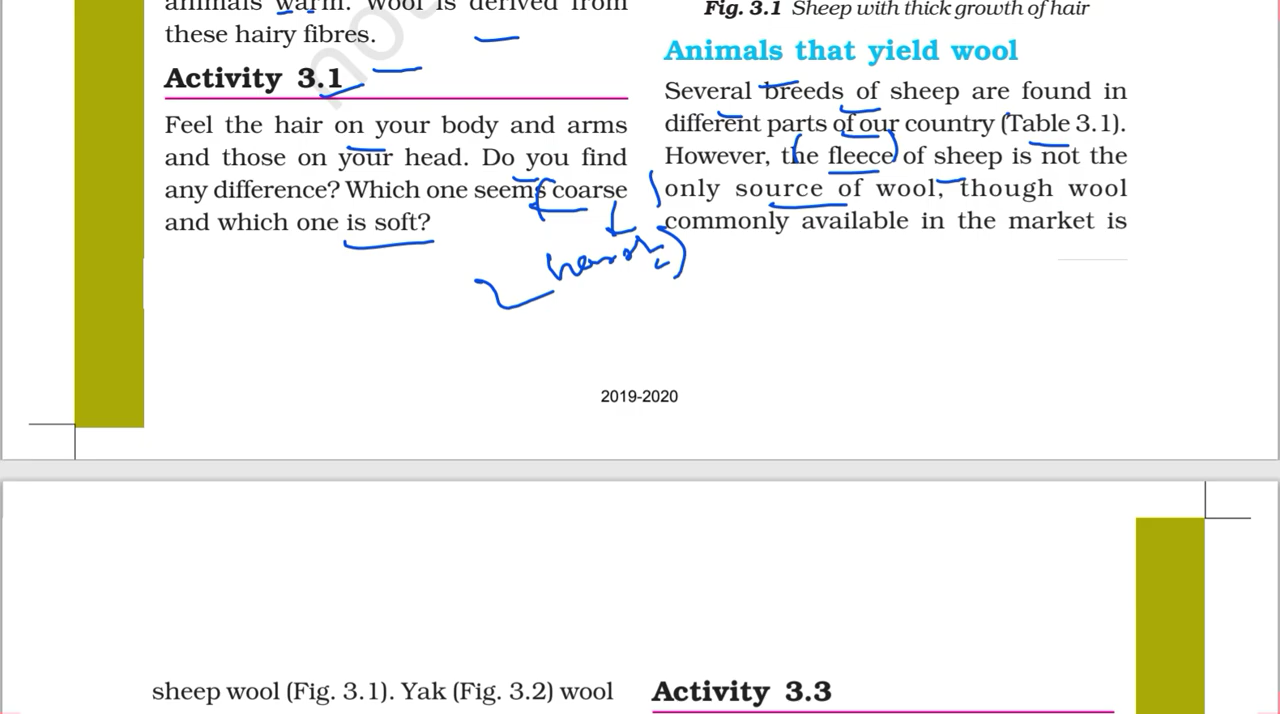 animals warm. Wool is derived from
these hairy fibres.
Activity 3.1
Feel the hair on your body and arms
and those on your head. Do you find
any difference? Which one seems coarse
and which one is soft?
harsh
Fig. 3.1 Sheep with thick growth of hair
Animals that yield wool
Several breeds of sheep are found in
different parts of our country (Table 3.1).
However, the fleece of sheep is not the
only source of wool, though wool
commonly available in the market is
2019-2020
sheep wool (Fig. 3.1). Yak (Fig. 3.2) wool
Activity 3.3